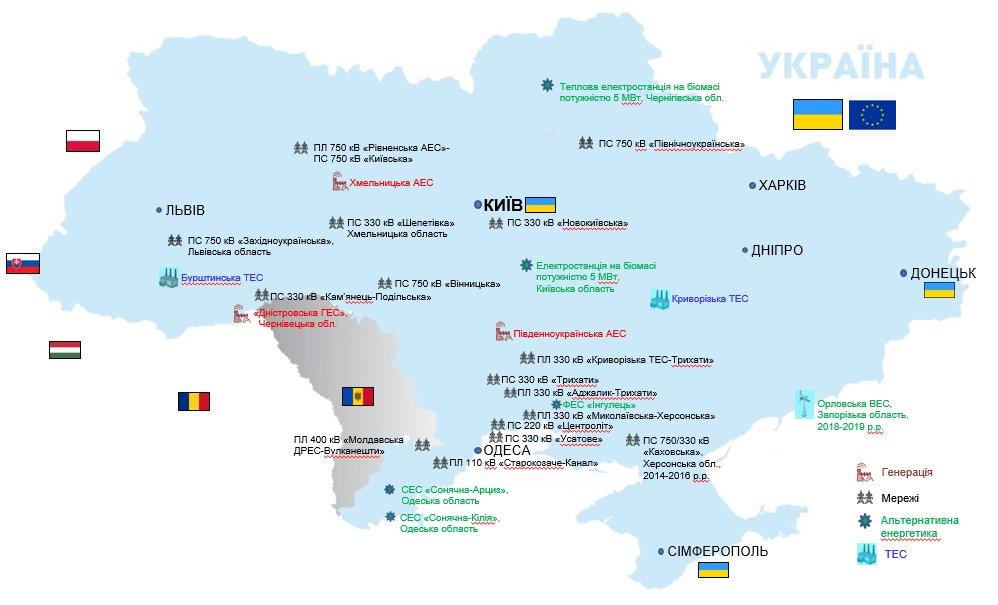 УКРАЇНА
Теплова електростанція на біомасі
потужністю 5 МВт, Чернігівська обл.
ПЛ 750 кВ «Рівненська АЕС»-
ПС 750 кВ «Київська»
ПС 750 кв «Північноукраїнська»
Хмельницька АЕС
ХАРКІВ
ЛЬВІВ
КИЇВ
ПС 330 кВ «Шепетівка»
Хмельницька область
ПС 330 кВ «Новокиївська»
ПС 750 кВ «Західноукраїнська»,
Львівська область
ДНІПРО
Бурштинська ТЕС
Електростанція на біомасі
потужністю 5 МВт,
Київська область
ДОНЕЦЬК
ПС 750 кВ «Вінницька»
ПС 330 кВ «Кам'янець-Подільська»
Криворізька ТЕС
«Дністровська ГЕС»,
Чернівецька обл.
Південноукраїнська АЕС
ПЛ 330 кВ «Криворізька ТЕС-Трихати»
ПС 330 кВ «Трихати»
ПЛ 330 кВ «Аджалик-Трихати»
ФЕС «Інгулець»
ПЛ 330 кВ «Миколаївська-Херсонська»
ПС 220 кВ «Центроліт»
ПС 330 кВ «Усатове»
Орловська ВЕС,
Запорізька область,
2018-2019 р.р.
ПЛ 400 кВ «Молдавська
ДРЕС-Вулканешти»
ОДЕСА
ПС 750/330 кВ
«Каховська»,
Херсонська обл.,
2014-2016 р.р.
ПЛ 110 кВ «Старокозаче-Канал»
СЕС «Сонячна-Арциз»,
Одеська область
СЕС «Сонячна-Кілія»,
Одеська область
Генерація
Мережі
Альтернативна
енергетика
ТЕС
СІМФЕРОПОЛЬ